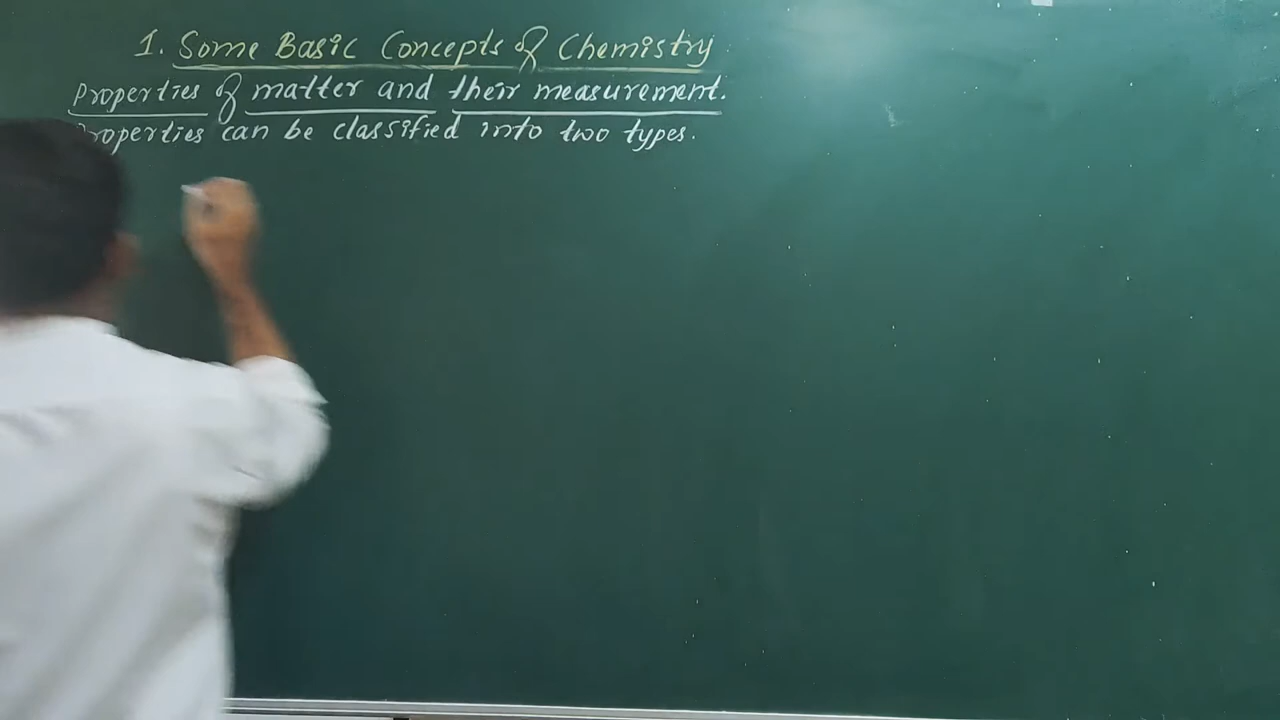 1. Some Basic Concepts of Chemistry
Properties of matter and their measurement.
Properties can be classified into two types.